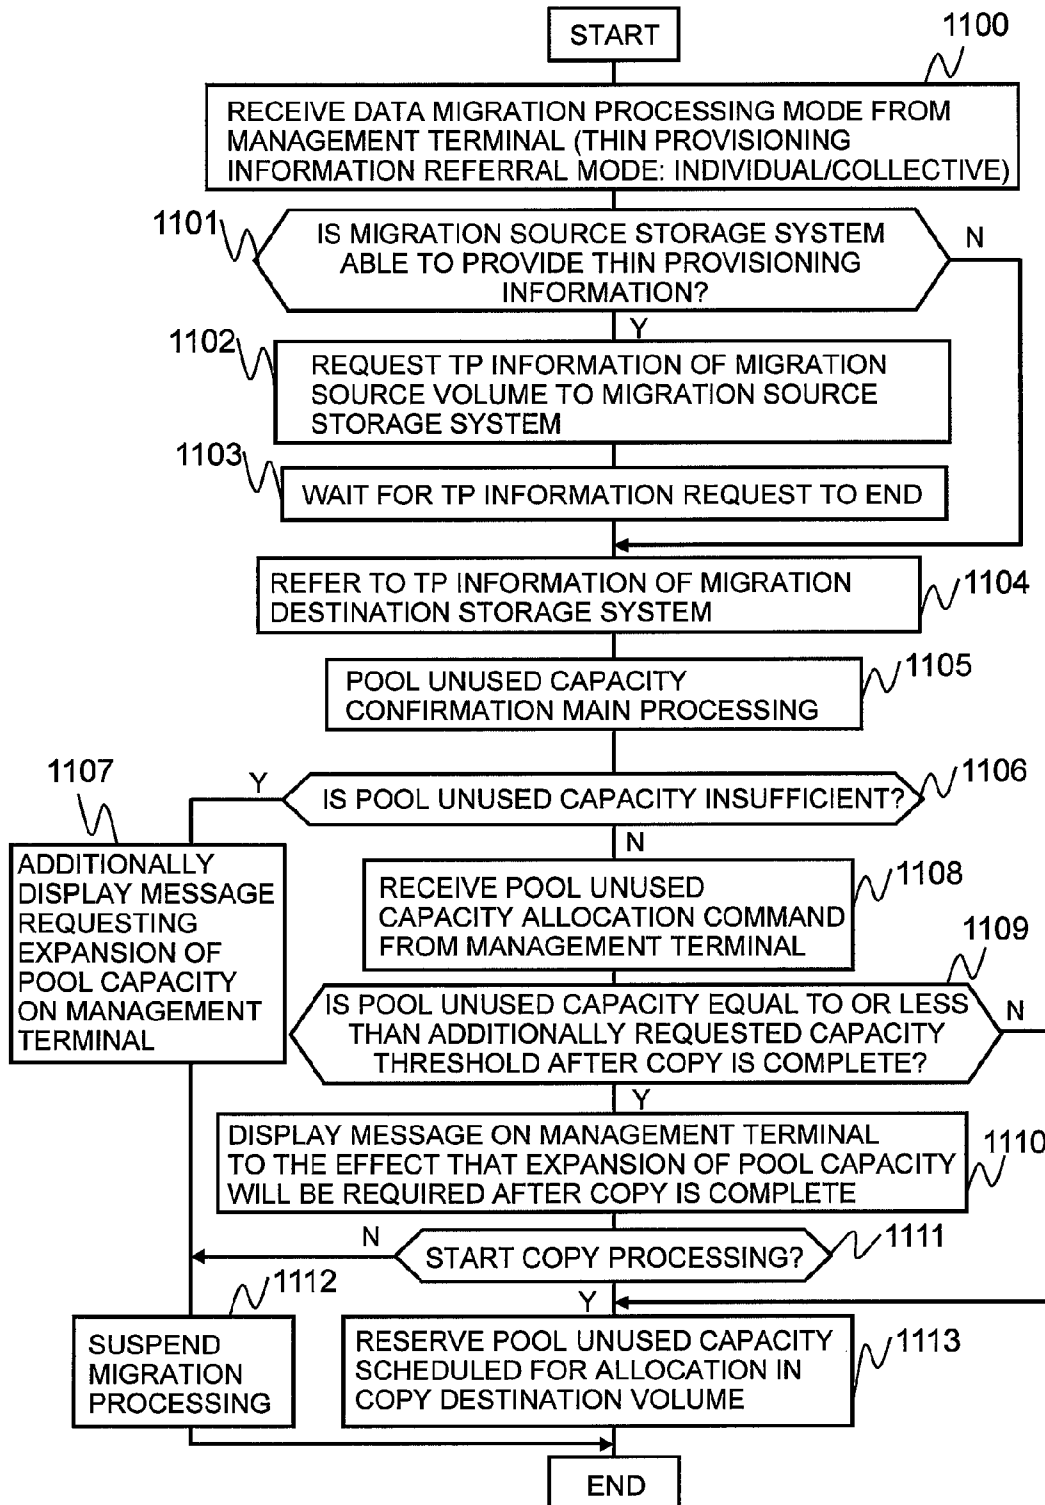 START
1100
RECEIVE DATA MIGRATION PROCESSING MODE FROM
MANAGEMENT TERMINAL (THIN PROVISIONING
INFORMATION REFERRAL MODE: INDIVIDUAL/COLLECTIVE)
1101
IS MIGRATION SOURCE STORAGE SYSTEM
ABLE TO PROVIDE THIN PROVISIONING
INFORMATION?
N
Y
1102
REQUEST TP INFORMATION OF MIGRATION
SOURCE VOLUME TO MIGRATION SOURCE
STORAGE SYSTEM
1103
WAIT FOR TP INFORMATION REQUEST TO END
REFER TO TP INFORMATION OF MIGRATION
DESTINATION STORAGE SYSTEM
1104
POOL UNUSED CAPACITY
CONFIRMATION MAIN PROCESSING
1105
1106
IS POOL UNUSED CAPACITY INSUFFICIENT?
Y
N
1107
ADDITIONALLY
DISPLAY MESSAGE
REQUESTING
EXPANSION OF
POOL CAPACITY
ON MANAGEMENT
TERMINAL
RECEIVE POOL UNUSED
CAPACITY ALLOCATION COMMAND
FROM MANAGEMENT TERMINAL
1108
1109
IS POOL UNUSED CAPACITY EQUAL TO OR LESS
THAN ADDITIONALLY REQUESTED CAPACITY
THRESHOLD AFTER COPY IS COMPLETE?
N
Y
DISPLAY MESSAGE ON MANAGEMENT TERMINAL
TO THE EFFECT THAT EXPANSION OF POOL CAPACITY
WILL BE REQUIRED AFTER COPY IS COMPLETE
1110
START COPY PROCESSING?
1111
N
Y
1112
SUSPEND
MIGRATION
PROCESSING
RESERVE POOL UNUSED CAPACITY
SCHEDULED FOR ALLOCATION IN
COPY DESTINATION VOLUME
1113
END